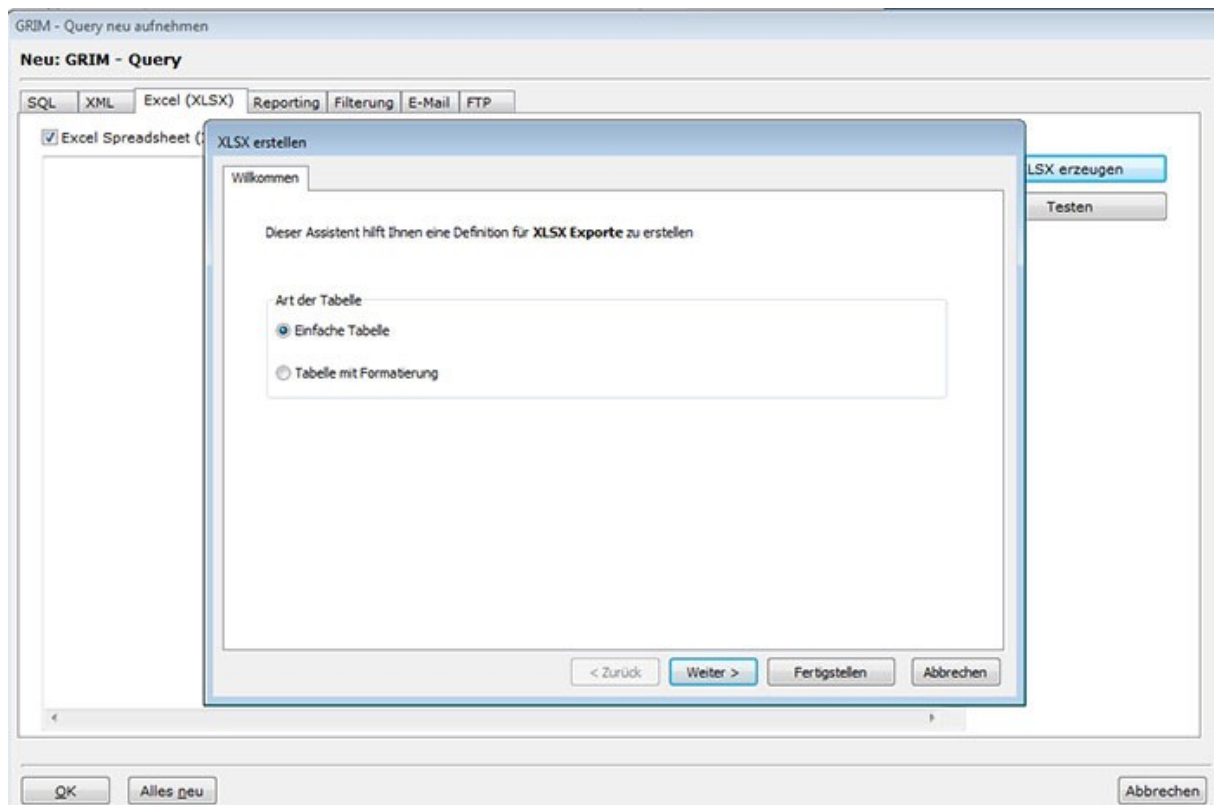 GRIM - Query neu aufnehmen
Neu: GRIM - Query
SQL XML Excel (XLSX) Reporting Filterung E-Mail FTP
Excel Spreadsheet (
XLSX erstellen
LSX erzeugen
Testen
Willkommen
Dieser Assistent hilft Ihnen eine Definition für XLSX Exporte zu erstellen
Art der Tabelle
Einfache Tabelle
Tabelle mit Formatierung
< Zurück Weiter > Fertigstellen Abbrechen
OK Alles neu Abbrechen